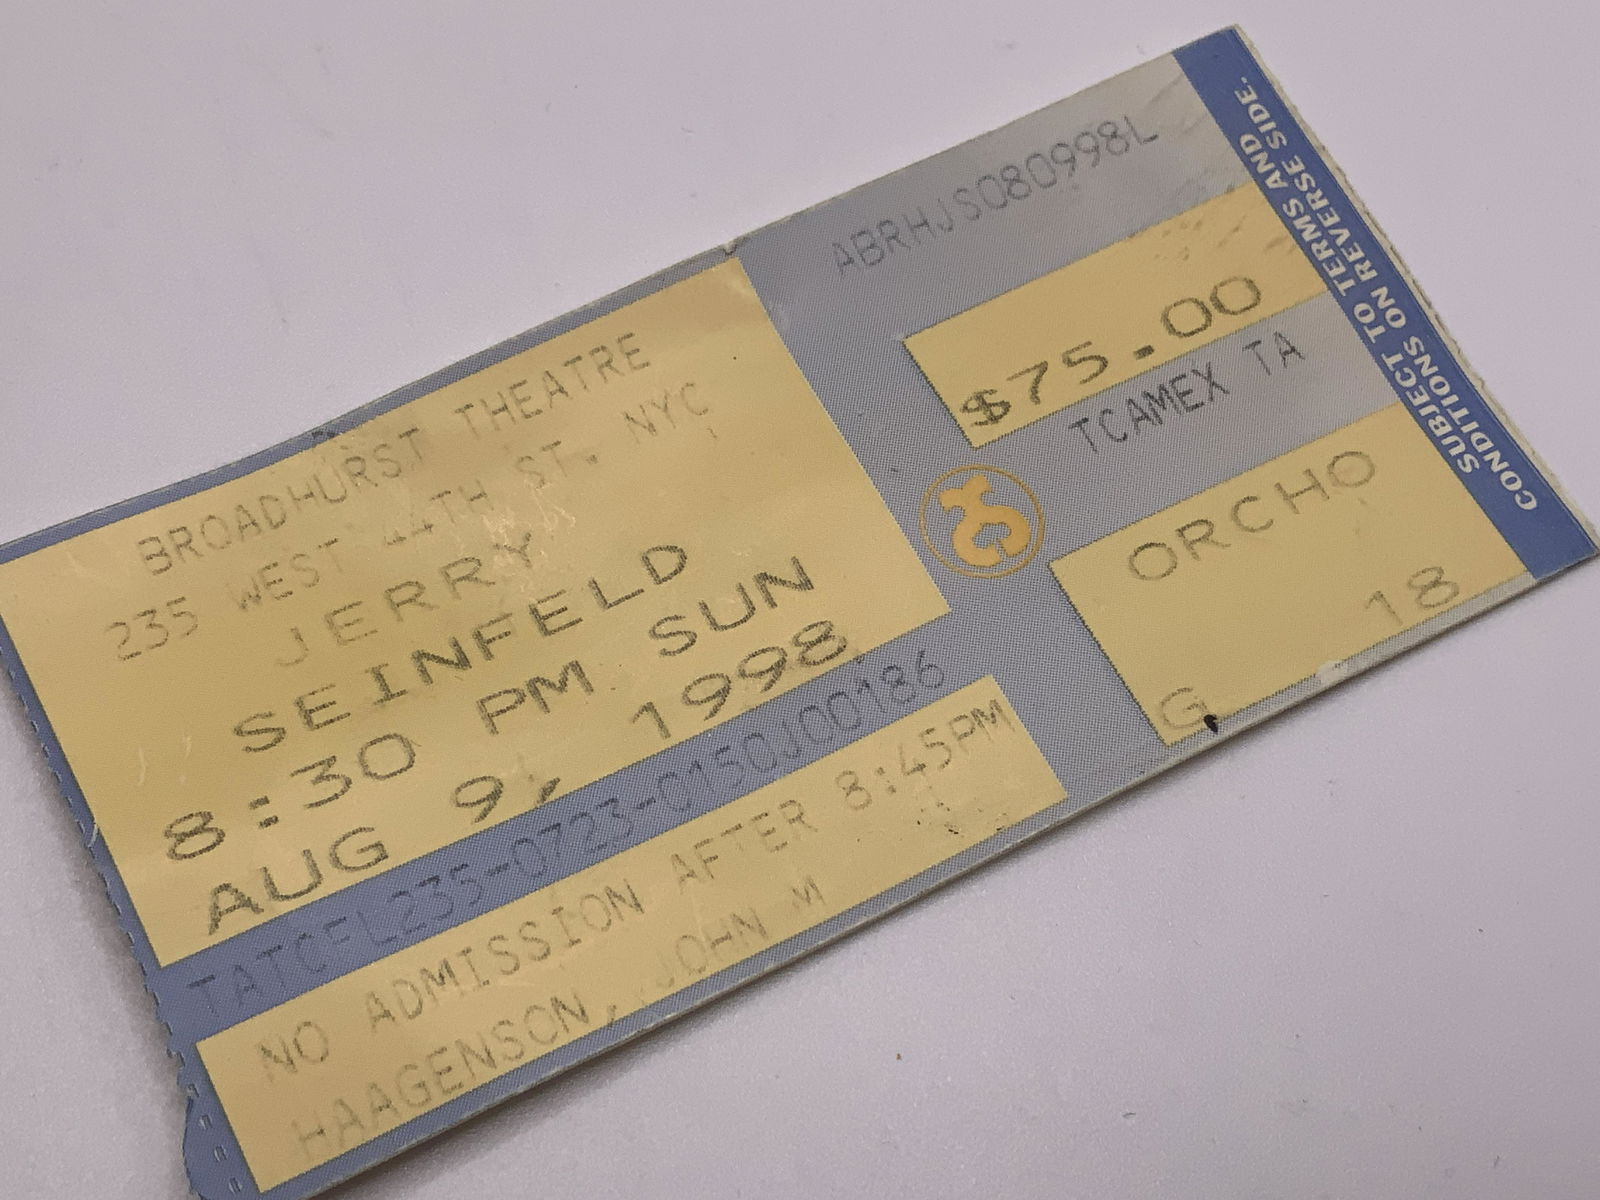 BROADHURST THEATRE
235 WEST 44TH ST. NYC
JERRY
SEINFELD
8:30 PM SUN
AUG 9, 1998
TATCFL235-0723-0150J00186
NO ADMISSION AFTER 8:45PM
HAAGENSON, JOHN M
ABRHJS080998L
$75.00
TCAMEX TA
ORCHO
18
G
SUBJECT TO TERMS AND
CONDITIONS ON REVERSE SIDE.